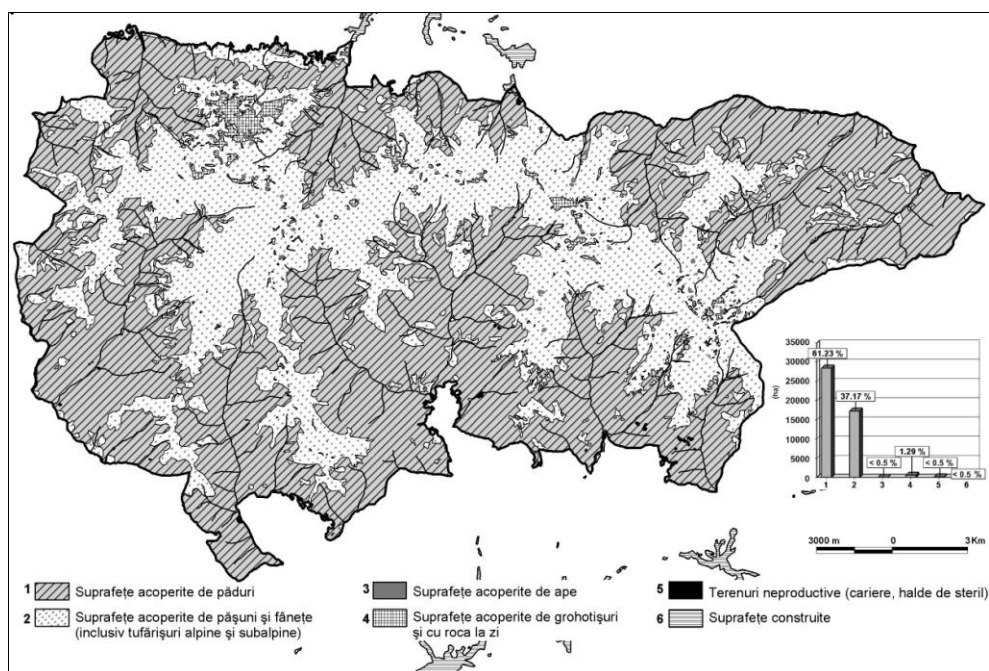 35000
61.23 %
30000
25000
37.17 %
(ha)
20000
15000
10000
< 0.5 %
1.29 %
< 0.5 %
5000
< 0.5 %
0
1 2 3 4 5 6
3000 m 0 3 Km
1 Suprafețe acoperite de păduri
2 Suprafețe acoperite de pășuni și fânețe
(inclusiv tufărișuri alpine și subalpine)
3 Suprafețe acoperite de ape
4 Suprafețe acoperite de grohotișuri
și cu roca la zi
5 Terenuri neproductive (cariere, halde de steril)
6 Suprafețe construite